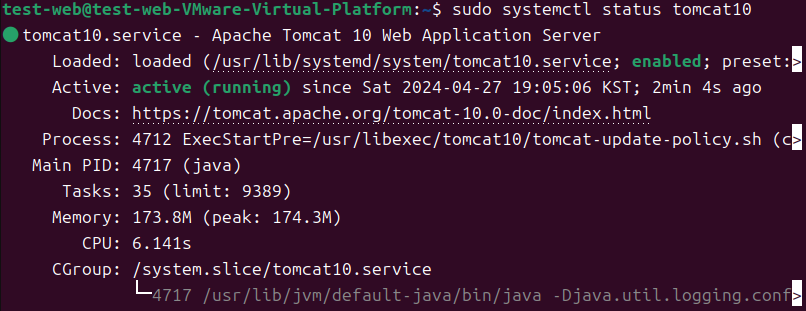 test-web@test-web-VMware-Virtual-Platform:~$ sudo systemctl status tomcat10
●tomcat10.service - Apache Tomcat 10 Web Application Server
Loaded: loaded (/usr/lib/systemd/system/tomcat10.service; enabled; preset:>
Active: active (running) since Sat 2024-04-27 19:05:06 KST; 2min 4s ago
Docs: https://tomcat.apache.org/tomcat-10.0-doc/index.html
Process: 4712 ExecStartPre=/usr/libexec/tomcat10/tomcat-update-policy.sh (c>
Main PID: 4717 (java)
Tasks: 35 (limit: 9389)
Memory: 173.8M (peak: 174.3M)
CPU: 6.141s
CGroup: /system.slice/tomcat10.service
└─4717 /usr/lib/jvm/default-java/bin/java -Djava.util.logging.conf>